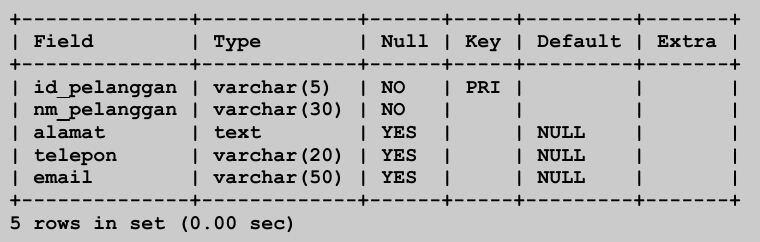 +--------------+-------------+------+-----+---------+-------+
| Field        | Type        | Null | Key | Default | Extra |
+--------------+-------------+------+-----+---------+-------+
| id_pelanggan | varchar(5)  | NO   | PRI |         |       |
| nm_pelanggan | varchar(30) | NO   |     |         |       |
| alamat       | text        | YES  |     | NULL    |       |
| telepon      | varchar(20) | YES  |     | NULL    |       |
| email        | varchar(50) | YES  |     | NULL    |       |
+--------------+-------------+------+-----+---------+-------+
5 rows in set (0.00 sec)